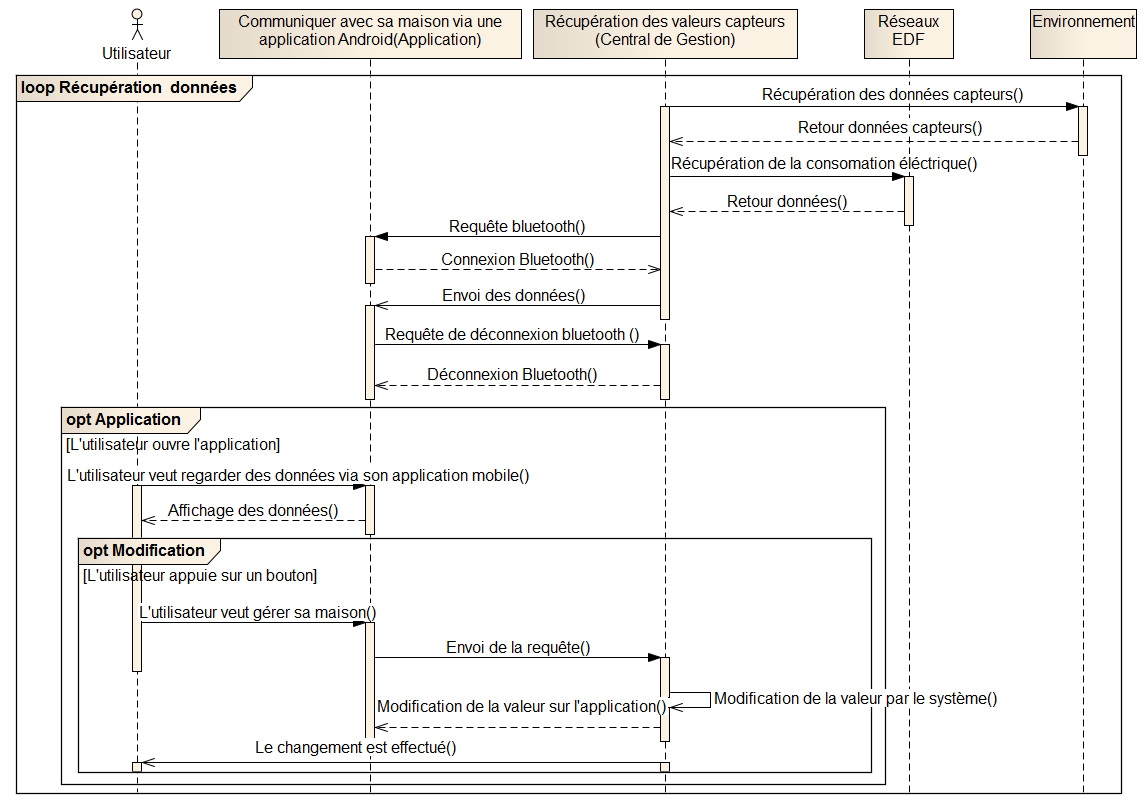 Utilisateur
Communiquer avec sa maison via une
application Android(Application)
Récupération des valeurs capteurs
(Central de Gestion)
Réseaux
EDF
Environnement
loop Récupération  données
Récupération des données capteurs()
Retour données capteurs()
Récupération de la consomation électrique()
Retour données()
Requête bluetooth()
Connexion Bluetooth()
Envoi des données()
Requête de déconnexion bluetooth ()
Déconnexion Bluetooth()
opt Application
[L'utilisateur ouvre l'application]
L'utilisateur veut regarder des données via son application mobile()
Affichage des données()
opt Modification
[L'utilisateur appuie sur un bouton]
L'utilisateur veut gérer sa maison()
Envoi de la requête()
Modification de la valeur par le système()
Modification de la valeur sur l'application()
Le changement est effectué()